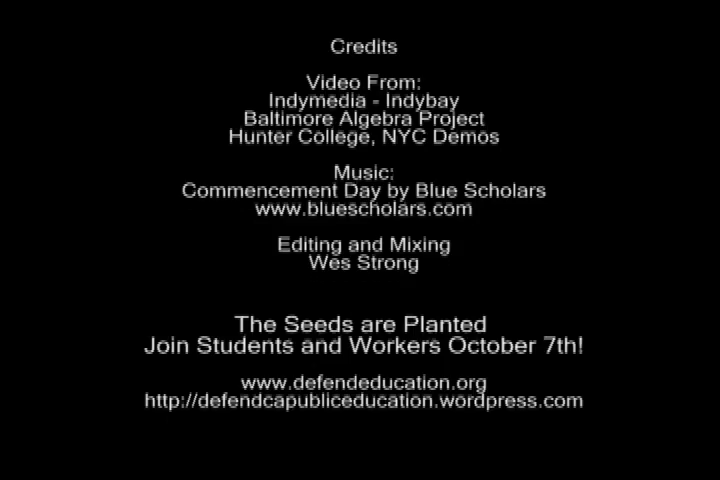 Credits
Video From:
Indymedia - Indybay
Baltimore Algebra Project
Hunter College, NYC Demos
Music:
Commencement Day by Blue Scholars
www.bluescholars.com
Editing and Mixing
Wes Strong
The Seeds are Planted
Join Students and Workers October 7th!
www.defendeducation.org
http://defendcapubliceducation.wordpress.com